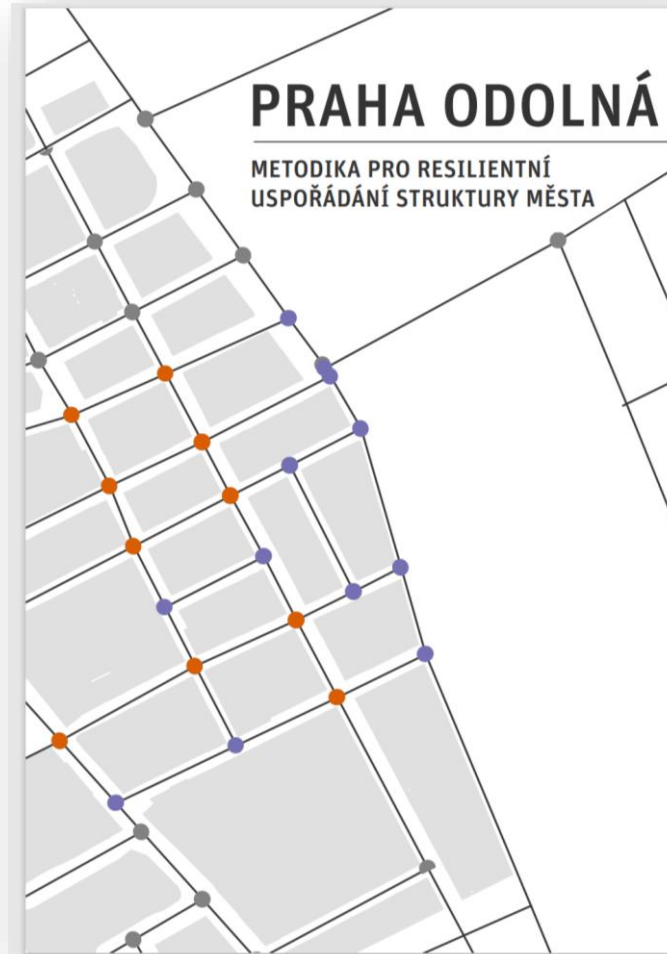 PRAHA ODOLNÁ
METODIKA PRO RESILIENTNÍ
USPOŘÁDÁNÍ STRUKTURY MĚSTA